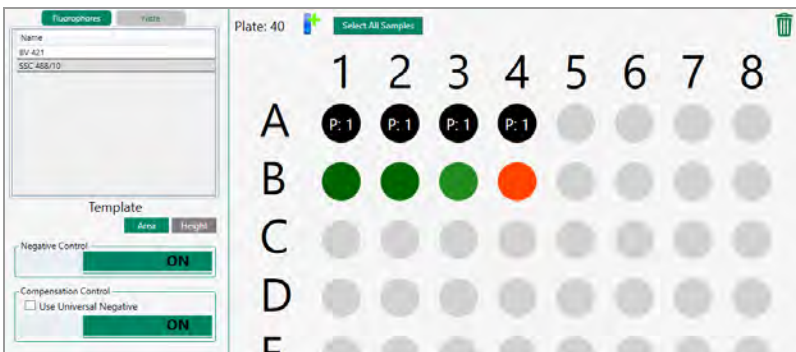 Fluorophores
Name
BV 421
SSC 488/10
Template
Area Height
Negative Control
ON
Compensation Control
Use Universal Negative
ON
Plate: 40 Select All Samples
1 2 3 4 5 6 7 8
A P: 1 P: 1 P: 1 P: 1
B
C
D